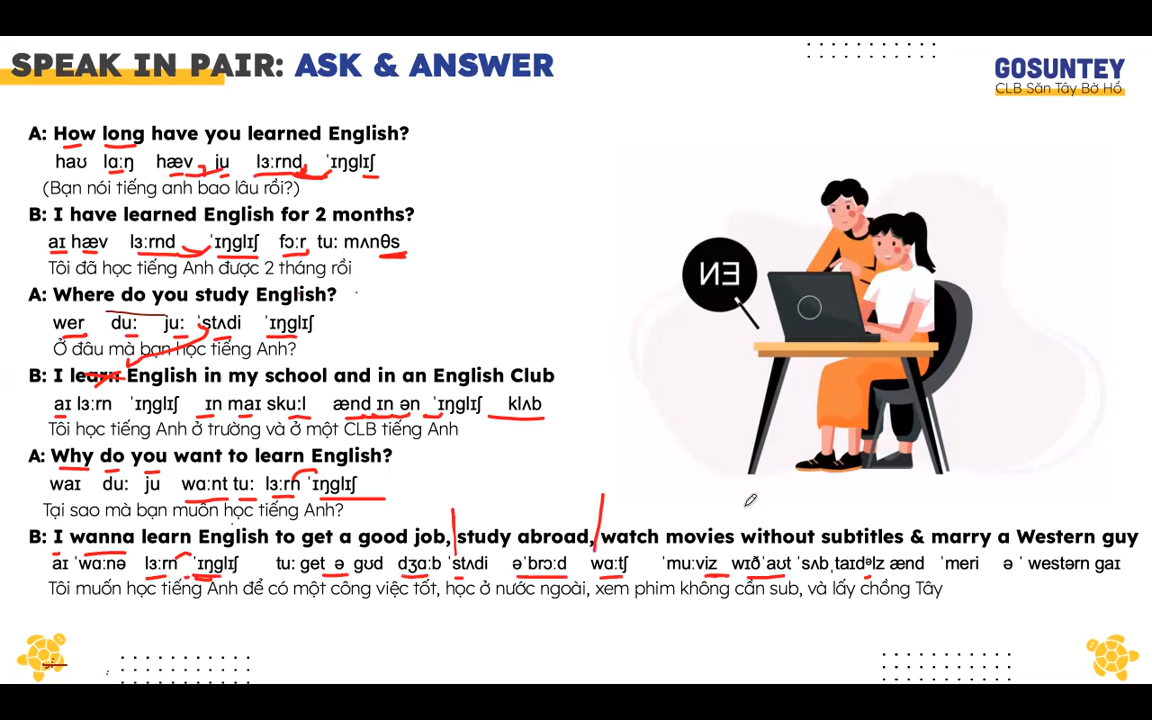 SPEAK IN PAIR: ASK & ANSWER
GOSUNTEY
CLB Săn Tây Bờ Hồ
A: How long have you learned English?
haʊ lɑːŋ hæv ju lɜːrnd ˈɪŋɡlɪʃ
(Bạn nói tiếng anh bao lâu rồi?)
B: I have learned English for 2 months?
aɪ hæv lɜːrnd ˈɪŋɡlɪʃ fɔːr tuː mʌnθs
Tôi đã học tiếng Anh được 2 tháng rồi
A: Where do you study English?
wer duː juː ˈstʌdi ˈɪŋɡlɪʃ
Ở đâu mà bạn học tiếng Anh?
B: I learn English in my school and in an English Club
aɪ lɜːrn ˈɪŋɡlɪʃ ɪn maɪ skuːl ænd ɪn ən ˈɪŋɡlɪʃ klʌb
Tôi học tiếng Anh ở trường và ở một CLB tiếng Anh
A: Why do you want to learn English?
waɪ duː ju wɑːnt tuː lɜːrn ˈɪŋɡlɪʃ
Tại sao mà bạn muốn học tiếng Anh?
B: I wanna learn English to get a good job, study abroad, watch movies without subtitles & marry a Western guy
aɪ ˈwɑːnə lɜːrn ˈɪŋɡlɪʃ tuː ɡet ə ɡʊd dʒɑːb ˈstʌdi əˈbrɔːd wɑːtʃ ˈmuːviz wɪðˈaʊt ˈsʌbˌtaɪdᵊlz ænd ˈmeri ə ˈwestərn ɡaɪ
Tôi muốn học tiếng Anh để có một công việc tốt, học ở nước ngoài, xem phim không cần sub, và lấy chồng Tây
EN